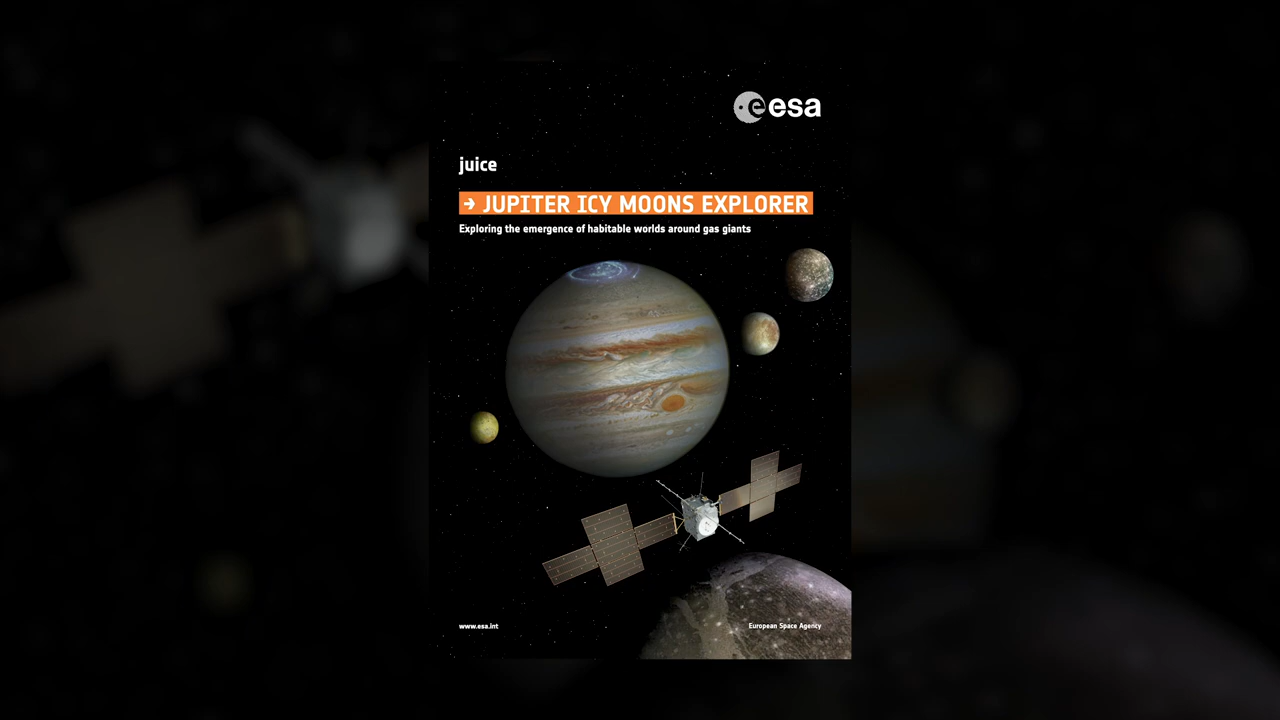 esa
juice
→ JUPITER ICY MOONS EXPLORER
Exploring the emergence of habitable worlds around gas giants
www.esa.int
European Space Agency